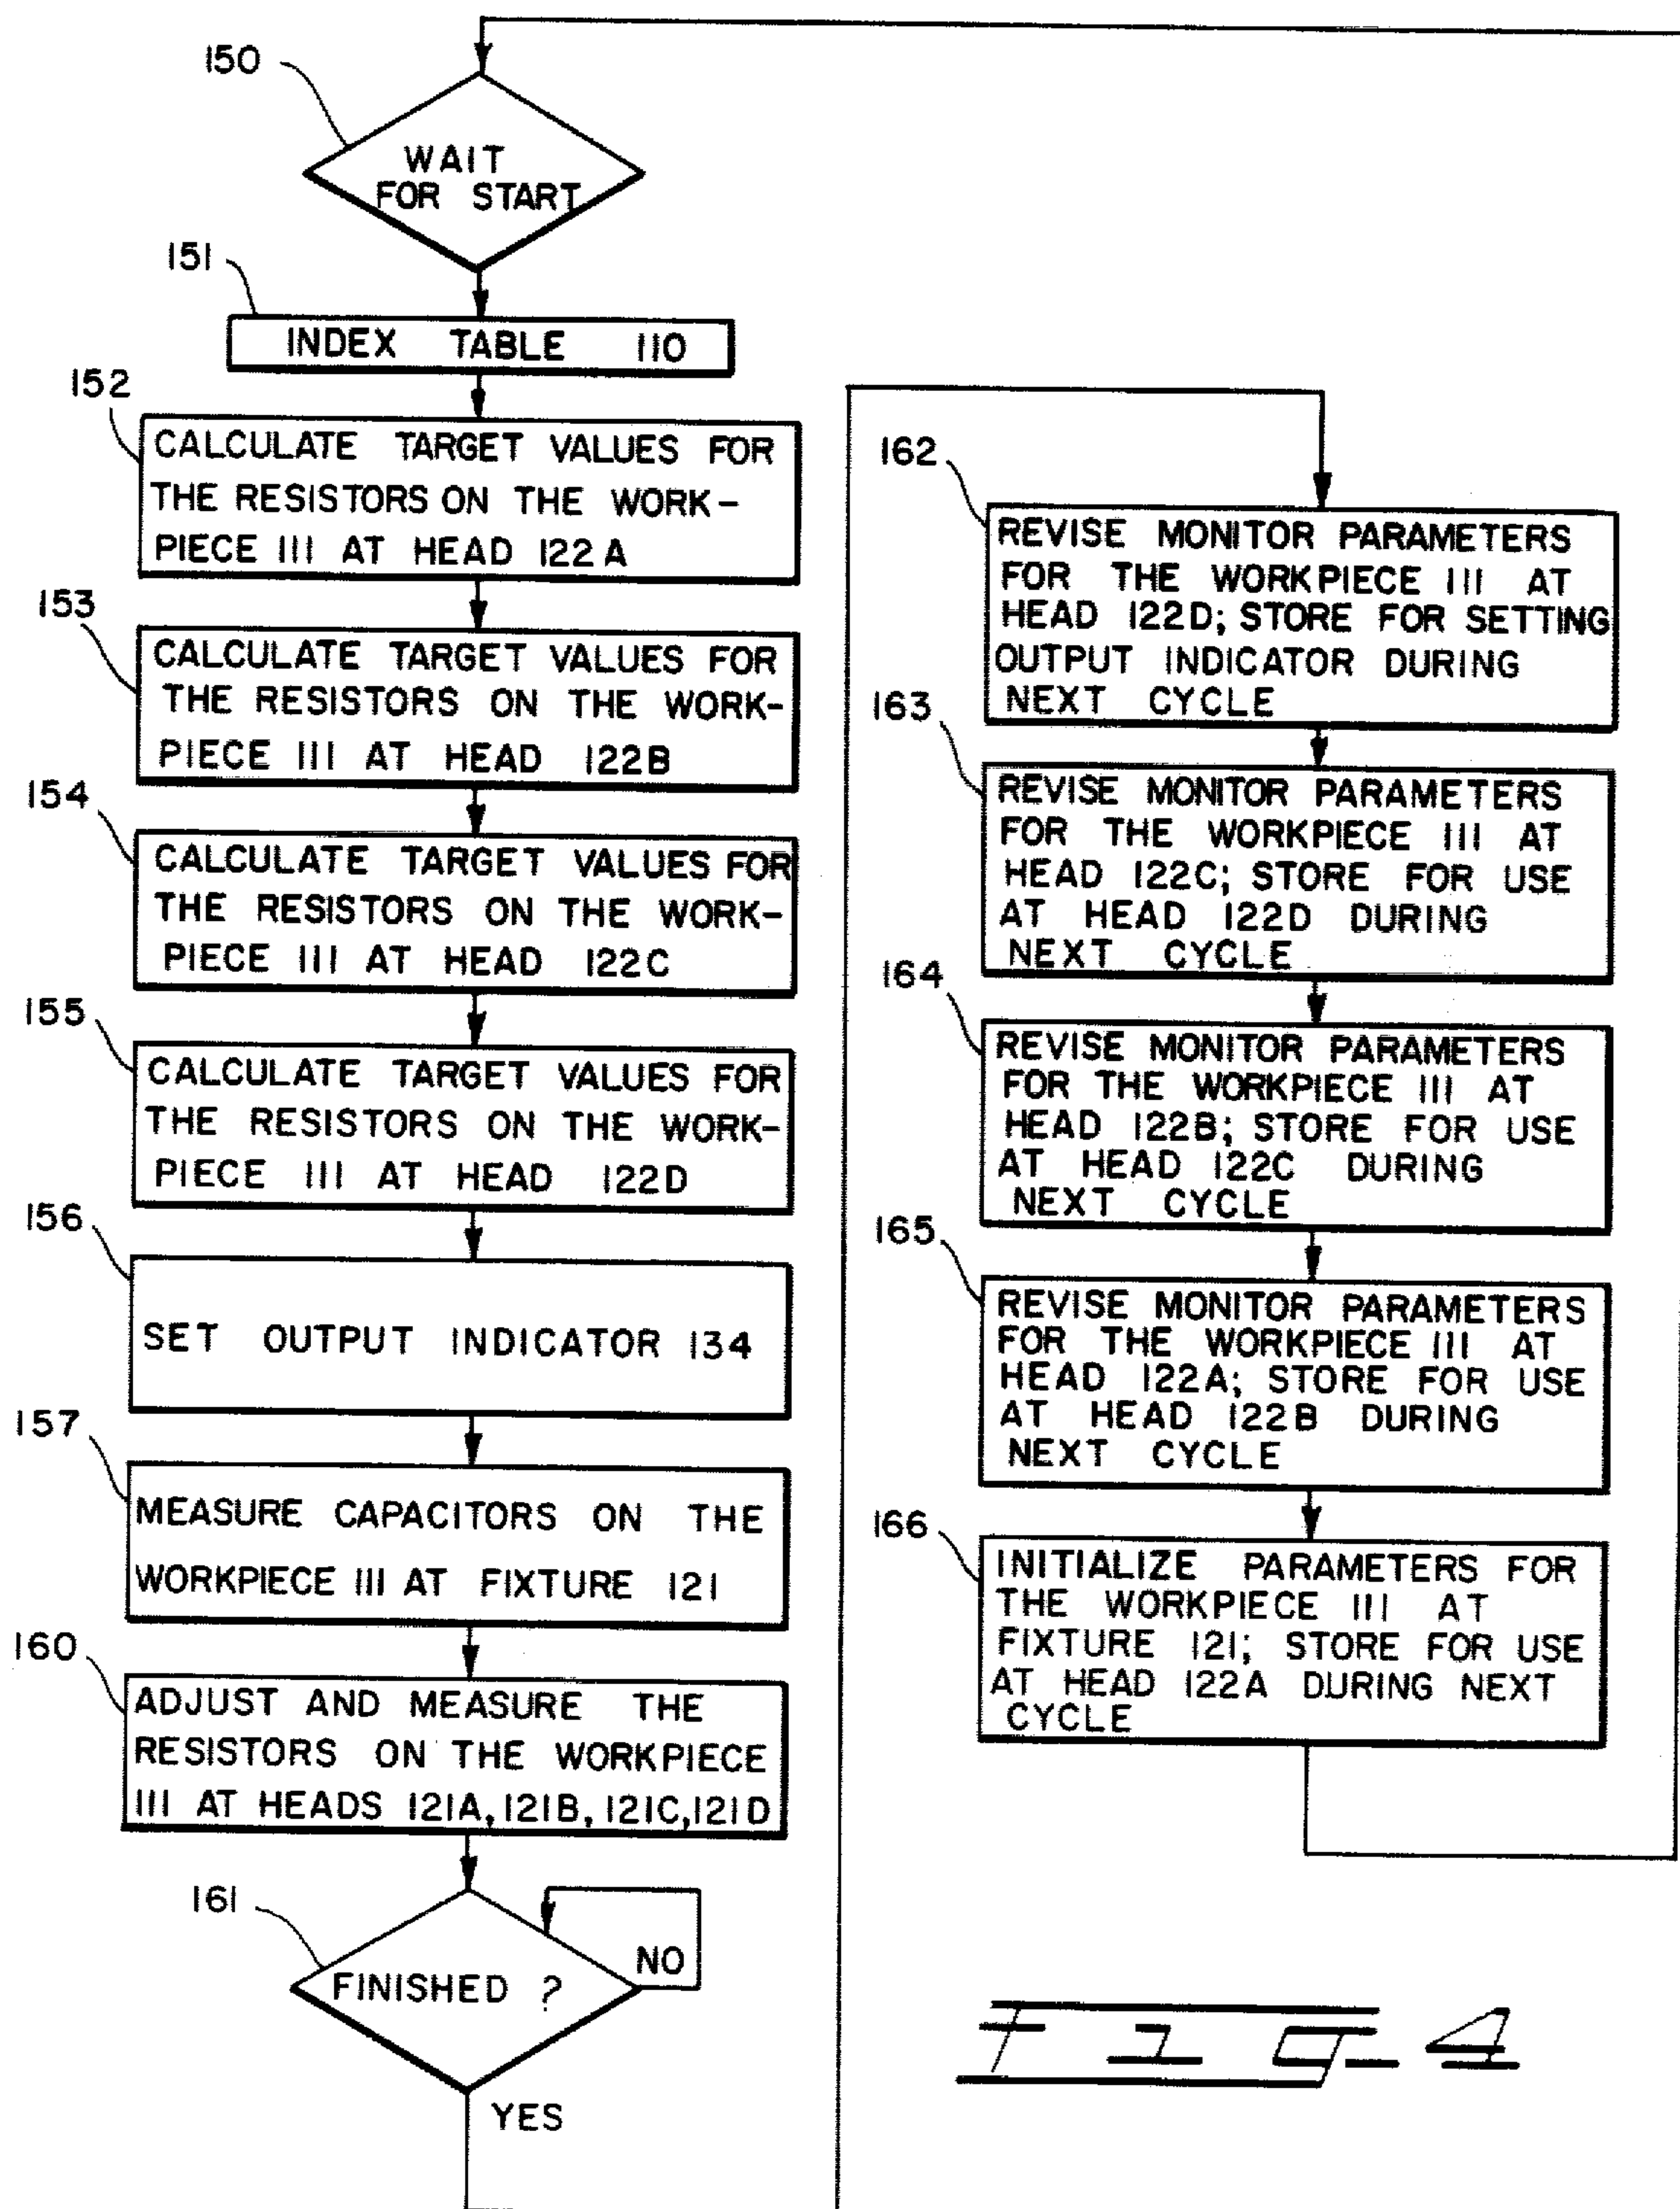 150
WAIT
FOR START
151
INDEX TABLE 110
152
CALCULATE TARGET VALUES FOR
THE RESISTORS ON THE WORK-
PIECE 111 AT HEAD 122A
153
CALCULATE TARGET VALUES FOR
THE RESISTORS ON THE WORK-
PIECE 111 AT HEAD 122B
154
CALCULATE TARGET VALUES FOR
THE RESISTORS ON THE WORK-
PIECE 111 AT HEAD 122C
155
CALCULATE TARGET VALUES FOR
THE RESISTORS ON THE WORK-
PIECE 111 AT HEAD 122D
156
SET OUTPUT INDICATOR 134
157
MEASURE CAPACITORS ON THE
WORKPIECE 111 AT FIXTURE 121
160
ADJUST AND MEASURE THE
RESISTORS ON THE WORKPIECE
111 AT HEADS 121A, 121B, 121C, 121D
161
FINISHED ?
NO
YES
162
REVISE MONITOR PARAMETERS
FOR THE WORKPIECE 111 AT
HEAD 122D; STORE FOR SETTING
OUTPUT INDICATOR DURING
NEXT CYCLE
163
REVISE MONITOR PARAMETERS
FOR THE WORKPIECE 111 AT
HEAD 122C; STORE FOR USE
AT HEAD 122D DURING
NEXT CYCLE
164
REVISE MONITOR PARAMETERS
FOR THE WORKPIECE 111 AT
HEAD 122B; STORE FOR USE
AT HEAD 122C DURING
NEXT CYCLE
165
REVISE MONITOR PARAMETERS
FOR THE WORKPIECE 111 AT
HEAD 122A; STORE FOR USE
AT HEAD 122B DURING
NEXT CYCLE
166
INITIALIZE PARAMETERS FOR
THE WORKPIECE 111 AT
FIXTURE 121; STORE FOR USE
AT HEAD 122A DURING NEXT
CYCLE
FIG-4